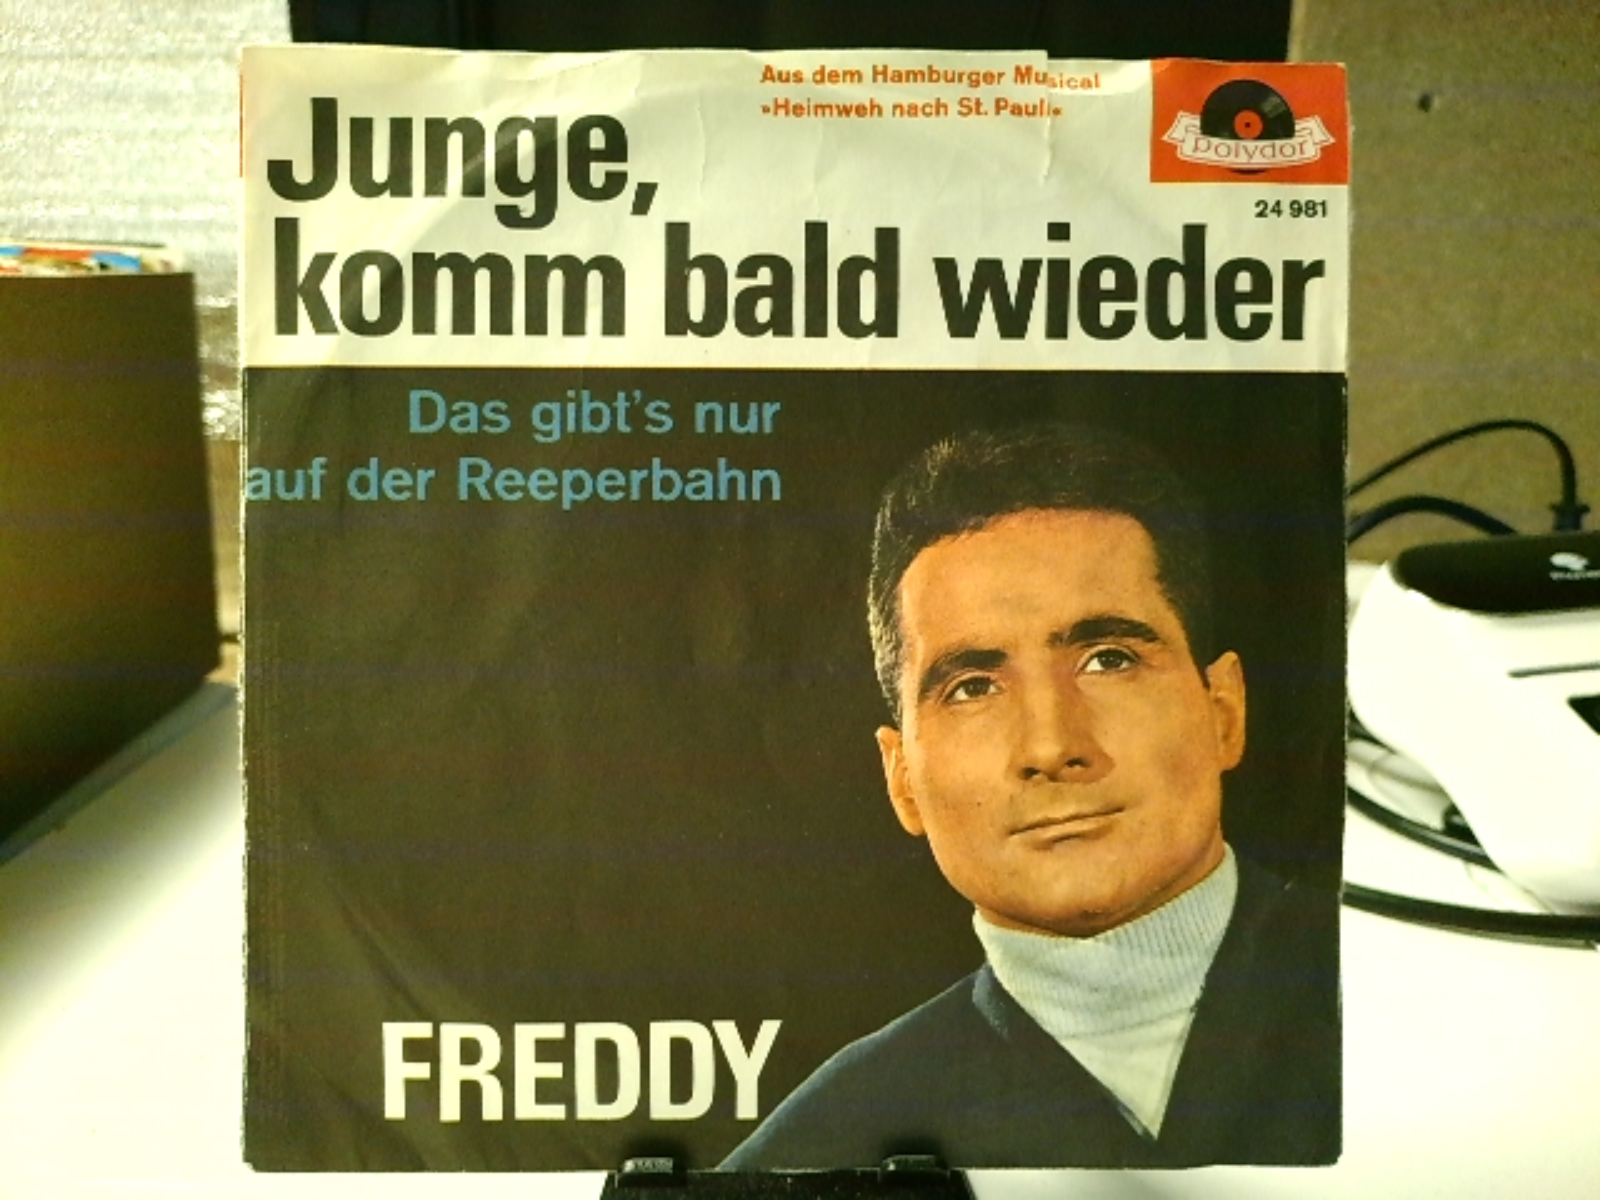 Aus dem Hamburger Musical
»Heimweh nach St. Pauli«
Junge,
komm bald wieder
polydor
24 981
Das gibt's nur
auf der Reeperbahn
FREDDY